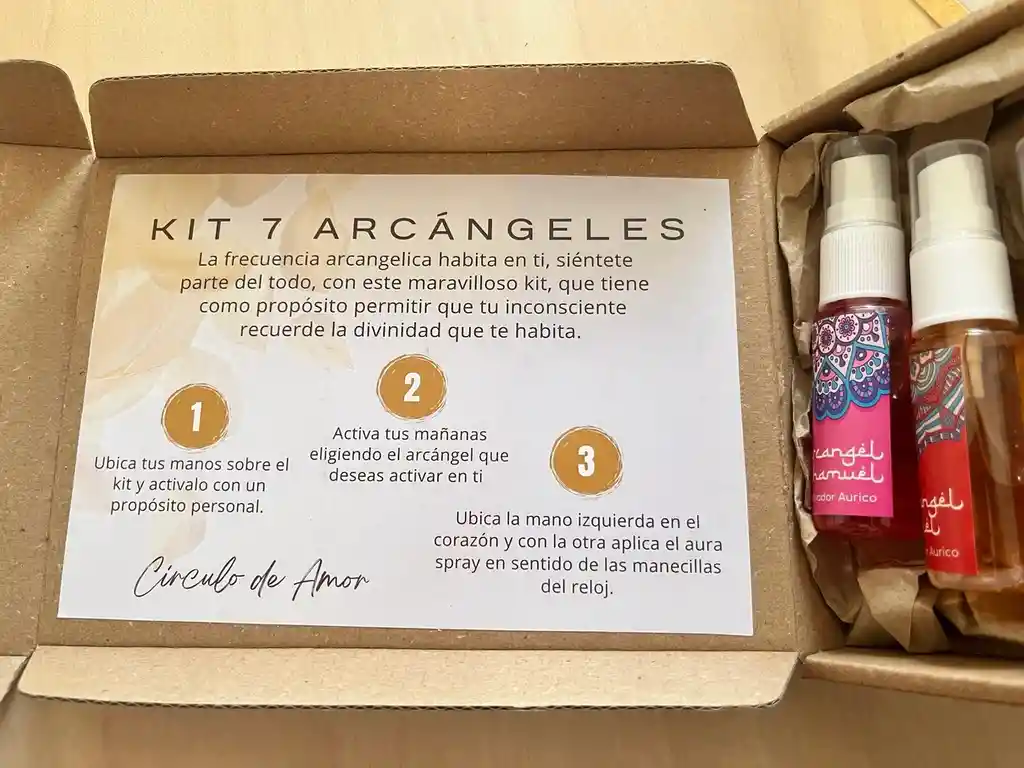 KIT 7 ARCÁNGELES
La frecuencia arcangelica habita en ti, siéntete
parte del todo, con este maravilloso kit, que tiene
como propósito permitir que tu inconsciente
recuerde la divinidad que te habita.
1
Ubica tus manos sobre el
kit y activalo con un
propósito personal.
2
Activa tus mañanas
eligiendo el arcángel que
deseas activar en ti
3
Ubica la mano izquierda en el
corazón y con la otra aplica el aura
spray en sentido de las manecillas
del reloj.
Circulo de Amor
Aurico
Aurico